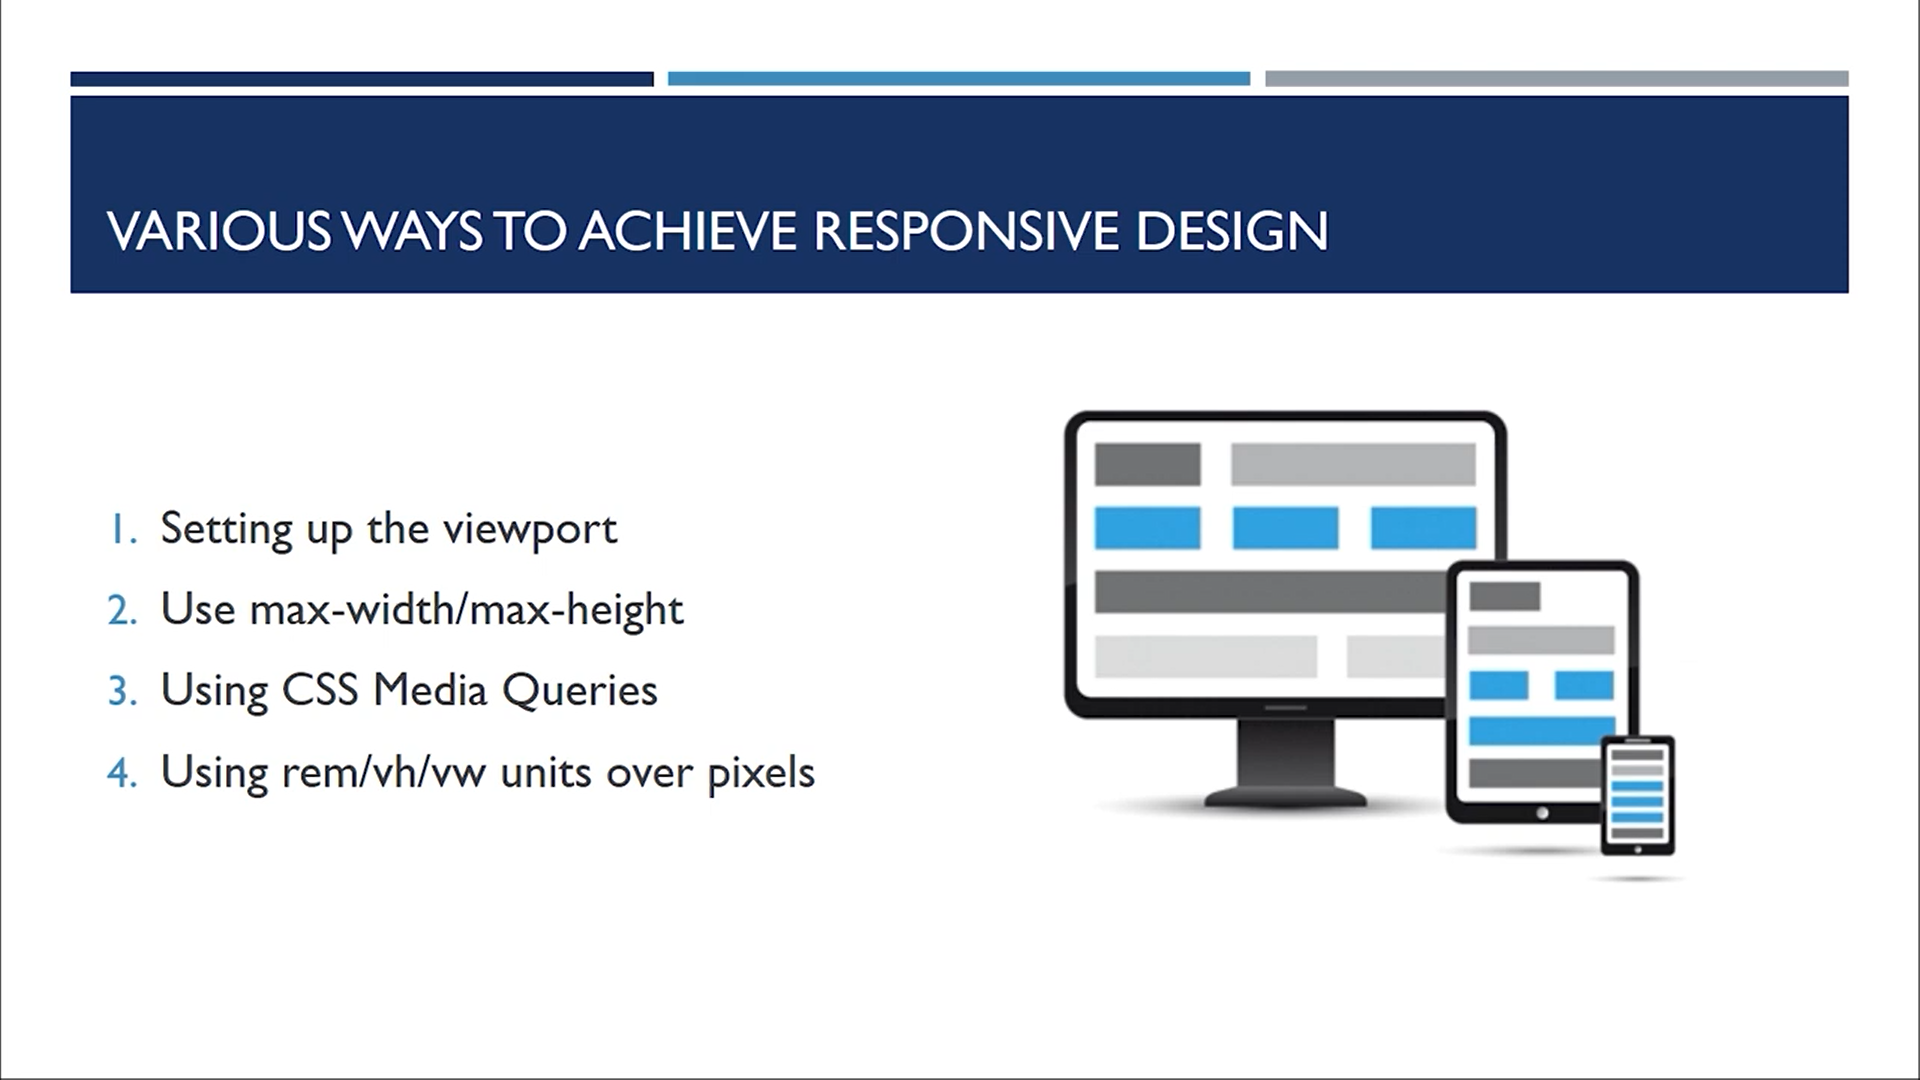 VARIOUS WAYS TO ACHIEVE RESPONSIVE DESIGN
1. Setting up the viewport
2. Use max-width/max-height
3. Using CSS Media Queries
4. Using rem/vh/vw units over pixels